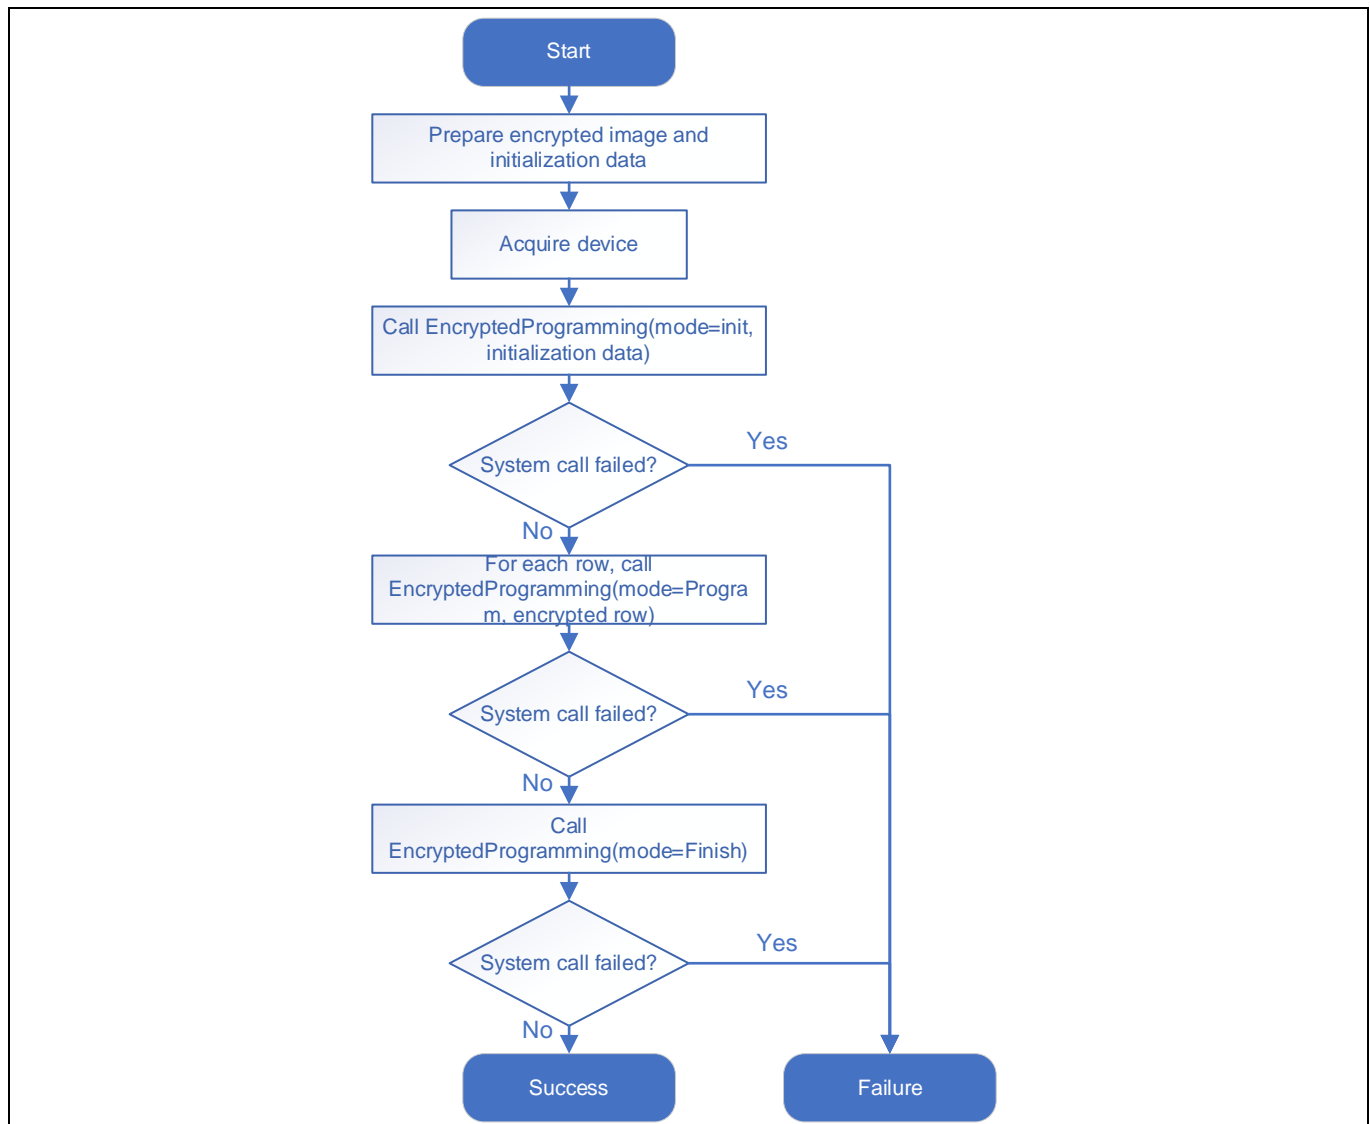 Start
Prepare encrypted image and
initialization data
Acquire device
Call EncryptedProgramming(mode=init,
initialization data)
System call failed?
Yes
No
For each row, call
EncryptedProgramming(mode=Progra
m, encrypted row)
System call failed?
Yes
No
Call
EncryptedProgramming(mode=Finish)
System call failed?
Yes
No
Success
Failure